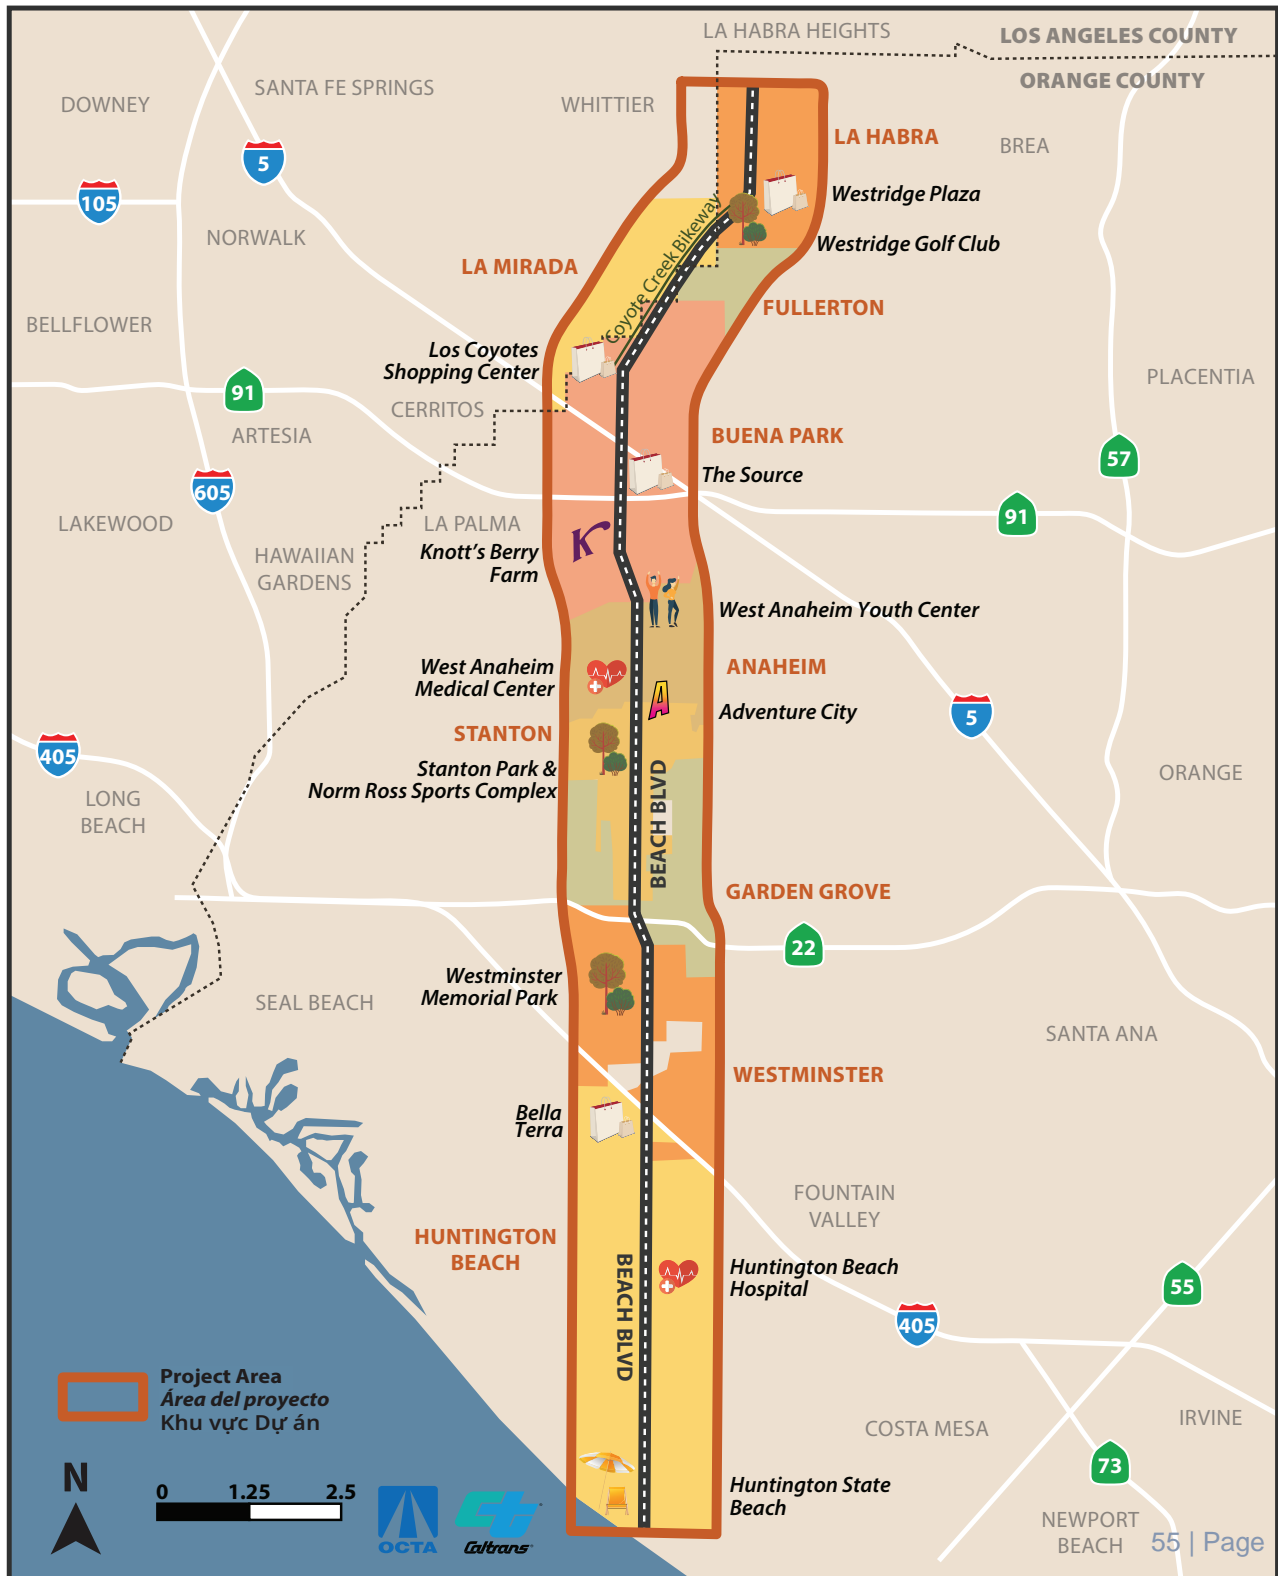 LA HABRA HEIGHTS
LOS ANGELES COUNTY
ORANGE COUNTY
SANTA FE SPRINGS
DOWNEY
WHITTIER
LA HABRA
BREA
5
105
Westridge Plaza
NORWALK
Westridge Golf Club
Coyote Creek Bikeway
LA MIRADA
FULLERTON
BELLFLOWER
Los Coyotes
Shopping Center
91
CERRITOS
PLACENTIA
ARTESIA
BUENA PARK
57
The Source
605
91
LAKEWOOD
LA PALMA
HAWAIIAN
GARDENS
Knott's Berry
Farm
K
West Anaheim Youth Center
West Anaheim
Medical Center
ANAHEIM
A
Adventure City
5
STANTON
405
Stanton Park &
Norm Ross Sports Complex
ORANGE
LONG
BEACH
BEACH BLVD
GARDEN GROVE
22
Westminster
Memorial Park
SEAL BEACH
SANTA ANA
WESTMINSTER
Bella
Terra
FOUNTAIN
VALLEY
HUNTINGTON
BEACH
BEACH BLVD
Huntington Beach
Hospital
55
405
Project Area
Área del proyecto
Khu vực Dự án
COSTA MESA
IRVINE
73
N
0 1.25 2.5
Huntington State
Beach
OCTA
Caltrans
NEWPORT
BEACH
55 | Page